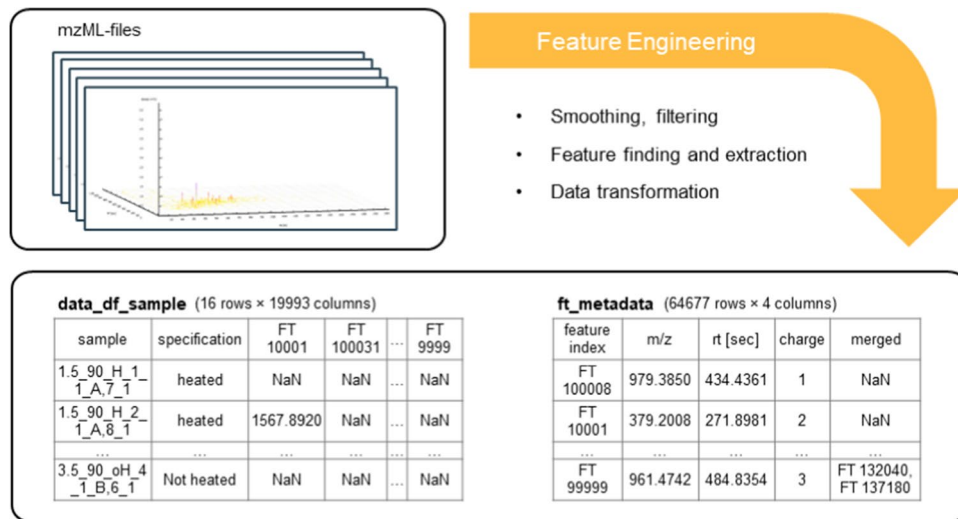 mzML-files
Feature Engineering
• Smoothing, filtering
• Feature finding and extraction
• Data transformation
data_df_sample (16 rows × 19993 columns)
sample specification FT 10001 FT 100031 ... FT 9999
1.5_90_H_1_
1_A,7_1 heated NaN NaN ... NaN
1.5_90_H_2_
1_A,8_1 heated 1567.8920 NaN ... NaN
... ... ... ... ... ...
3.5_90_oH_4
_1_B,6_1 Not heated NaN NaN ... NaN
ft_metadata (64677 rows × 4 columns)
feature
index m/z rt [sec] charge merged
FT
100008 979.3850 434.4361 1 NaN
FT
10001 379.2008 271.8981 2 NaN
... ... ... ... ...
FT
99999 961.4742 484.8354 3 FT 132040,
FT 137180